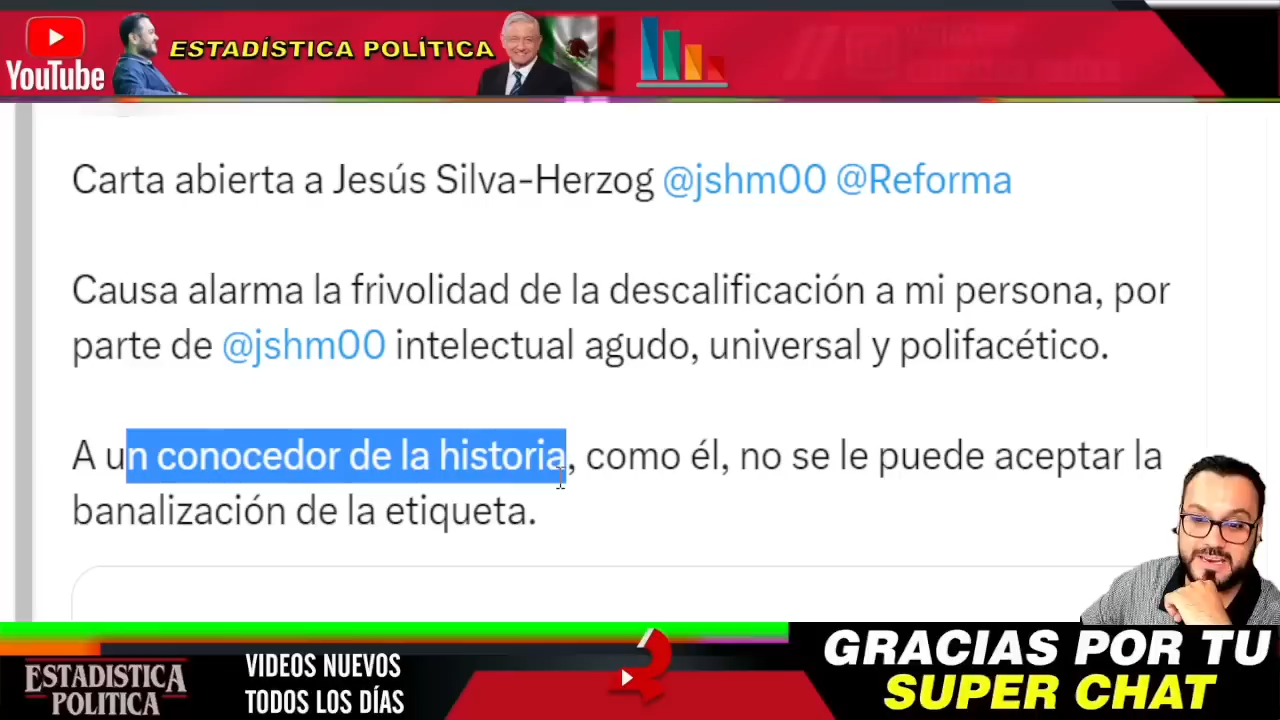 YouTube
ESTADÍSTICA POLÍTICA
Carta abierta a Jesús Silva-Herzog @jshm00 @Reforma
Causa alarma la frivolidad de la descalificación a mi persona, por
parte de @jshm00 intelectual agudo, universal y polifacético.
A un conocedor de la historia, como él, no se le puede aceptar la
banalización de la etiqueta.
ESTADISTICA
POLITICA
VIDEOS NUEVOS
TODOS LOS DÍAS
GRACIAS POR TU
SUPER CHAT